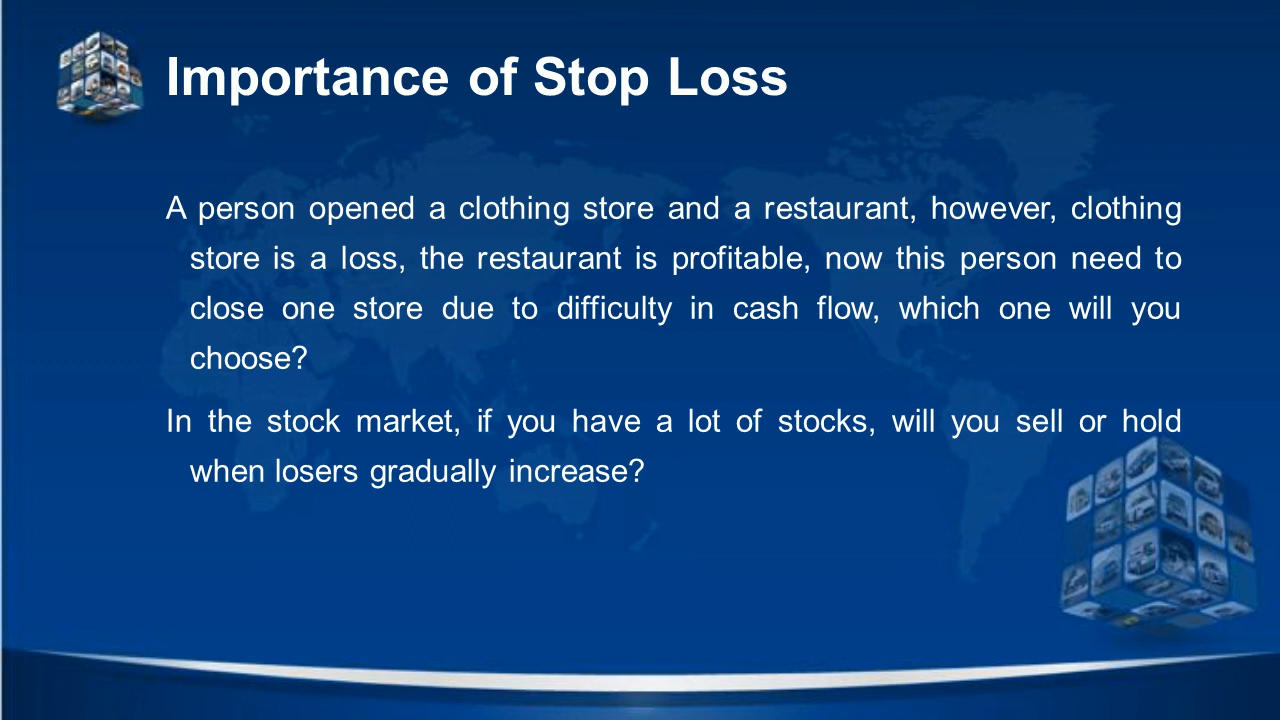 Importance of Stop Loss
A person opened a clothing store and a restaurant, however, clothing
store is a loss, the restaurant is profitable, now this person need to
close one store due to difficulty in cash flow, which one will you
choose?
In the stock market, if you have a lot of stocks, will you sell or hold
when losers gradually increase?